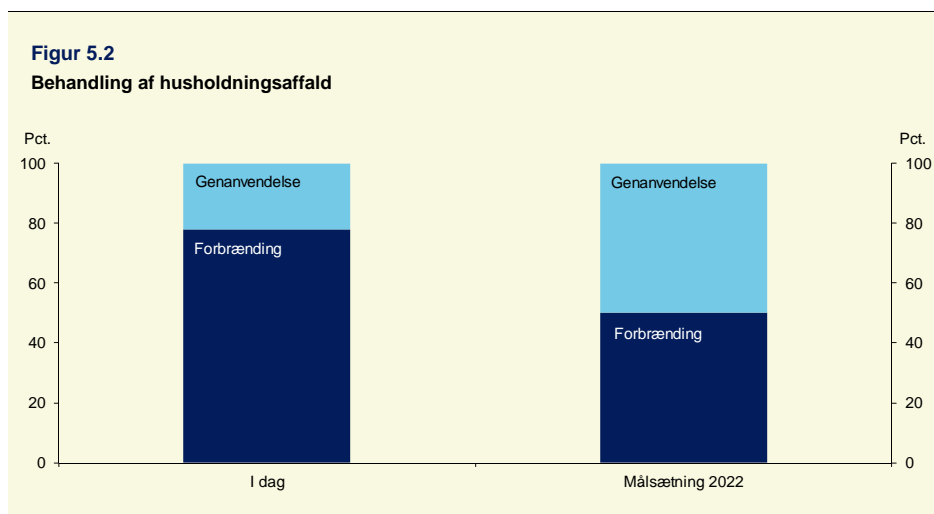 Figur 5.2
Behandling af husholdningsaffald
Pct. Pct.
100 100
Genanvendelse Genanvendelse
80 80
Forbrænding
60 60
Forbrænding
40 40
20 20
0 0
I dag Målsætning 2022